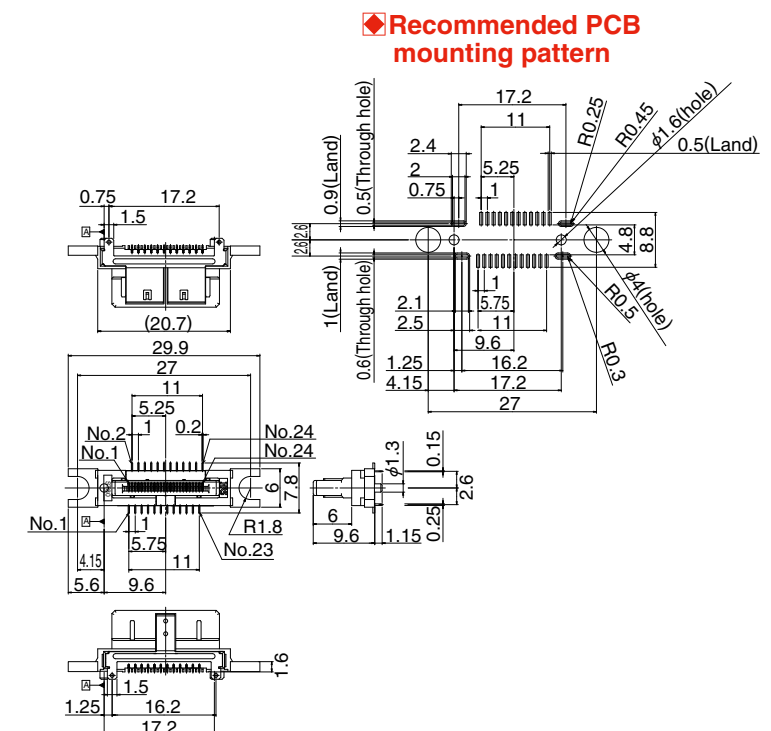 ◆Recommended PCB
mounting pattern
17.2
11
2.4
5.25
2
0.75
1
0.9(Land)
0.5(Through hole)
R0.25
R0.45
φ1.6(hole)
0.5(Land)
2.6
2.6
4.8
8.8
1(Land)
0.6(Through hole)
1
2.1
5.75
2.5
11
9.6
1.25
16.2
4.15
17.2
27
φ4(hole)
R0.5
R0.3
0.75
17.2
1.5
A
(20.7)
29.9
27
11
5.25
No.2
1
0.2
No.24
No.1
No.24
6
7.8
No.1
A
1
R1.8
5.75
No.23
4.15
11
5.6
9.6
φ1.3
0.15
2.6
6
9.6
1.15
0.25
1.6
A
1.5
1.25
16.2
17.2